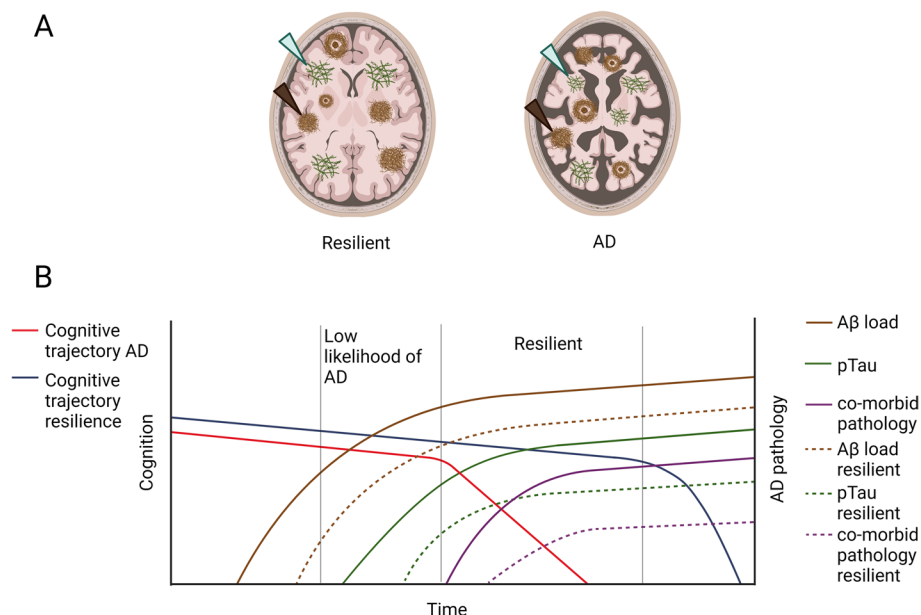 A
Resilient
AD
B
Cognitive
trajectory AD
Cognitive
trajectory
resilience
Cognition
Low
likelihood of
AD
Resilient
Time
AD pathology
Aβ load
pTau
co-morbid
pathology
Aβ load
resilient
pTau
resilient
co-morbid
pathology
resilient